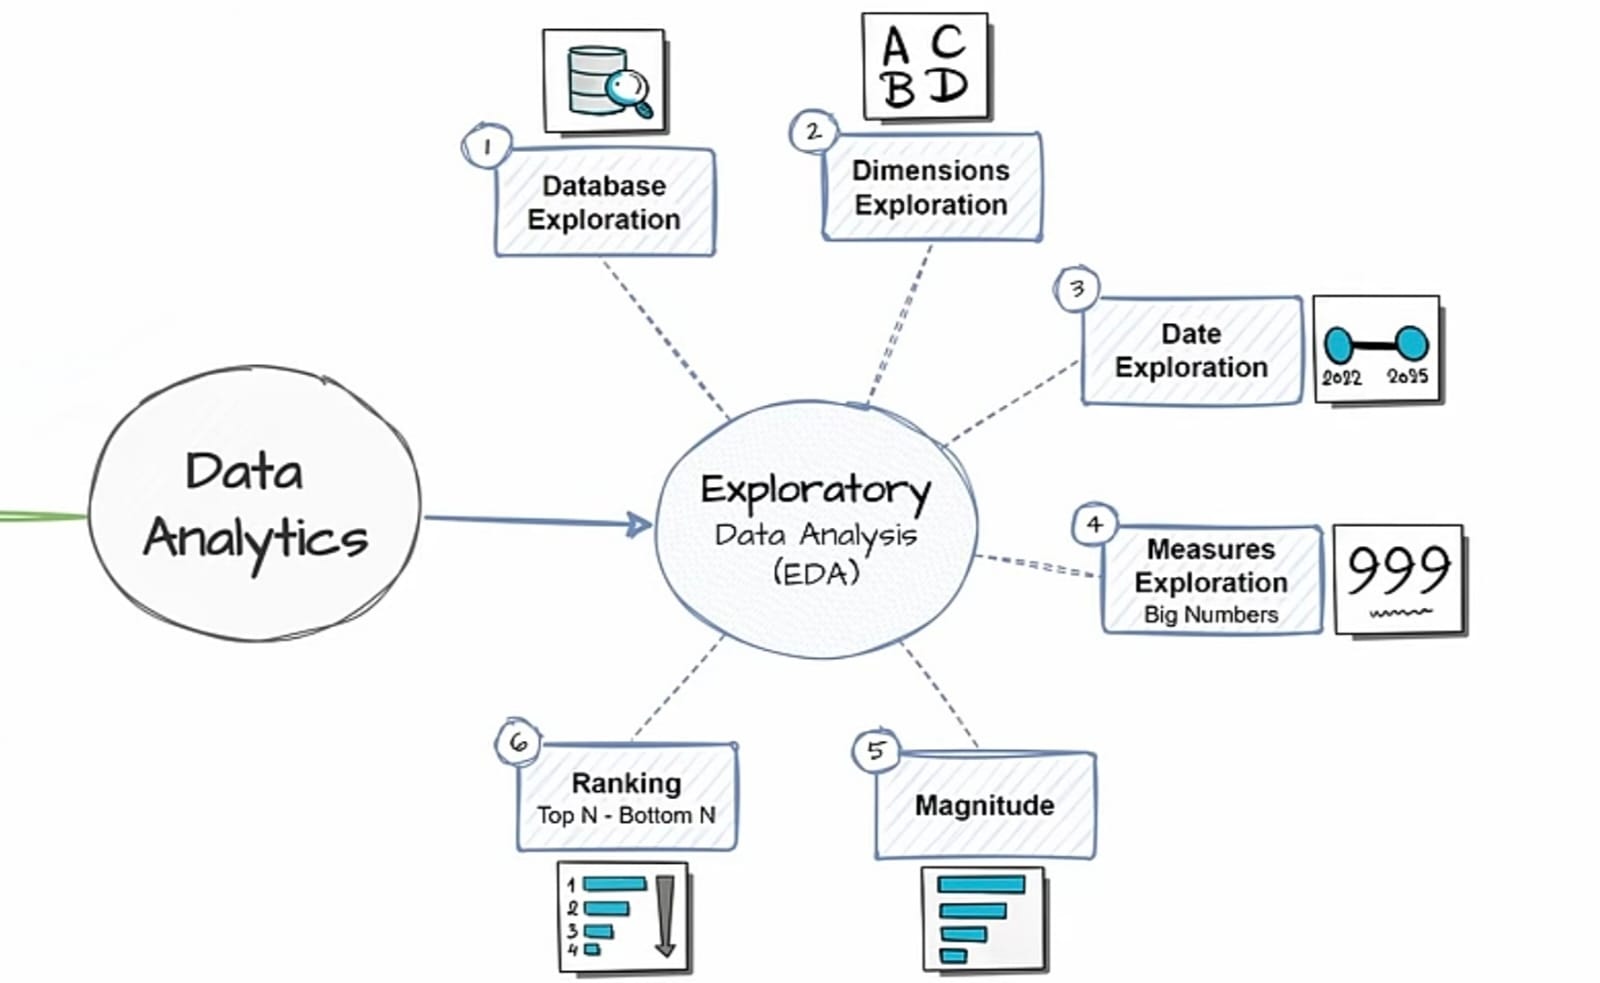 Data
Analytics
Exploratory
Data Analysis
(EDA)
1
Database
Exploration
2
A C
B D
Dimensions
Exploration
3
Date
Exploration
2022 2025
4
Measures
Exploration
Big Numbers
999
5
Magnitude
6
Ranking
Top N - Bottom N
1
2
3
4